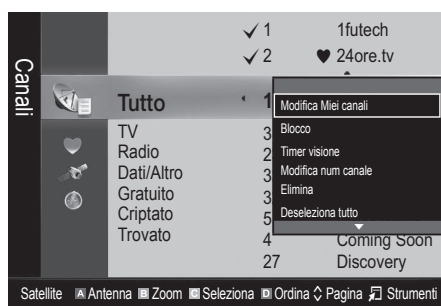 Canali
✓ 1 1futech
✓ 2 ♥ 24ore.tv
Tutto 1
TV 3
Radio 2
Dati/Altro 3
Gratuito 3
Criptato 5
Trovato 4 Coming Soon
27 Discovery
Modifica Miei canali
Blocco
Timer visione
Modifica num canale
Elimina
Deseleziona tutto
Satellite A Antenna B Zoom C Seleziona D Ordina Pagina Strumenti